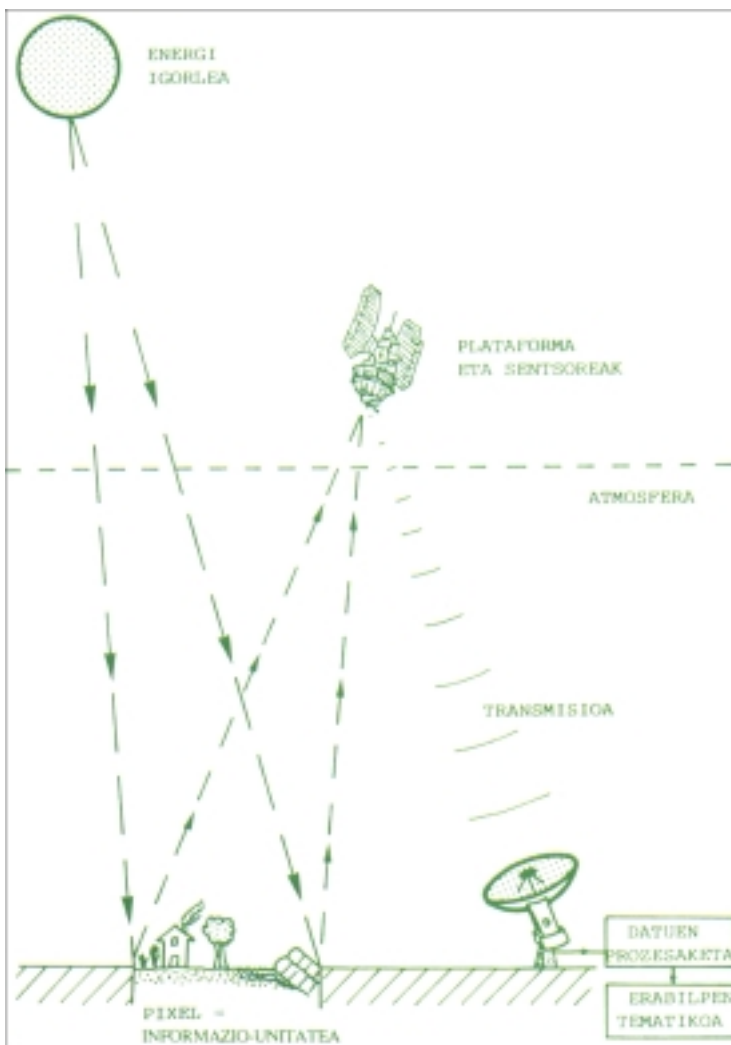 ENERGI
IGORLEA
PLATAFORMA
ETA SENTSOREAK
ATMOSFERA
TRANSMISIOA
DATUEN
PROZESAKETA
ERABILPEN
TEMATIKOA
PIXEL =
INFORMAZIO-UNITATEA